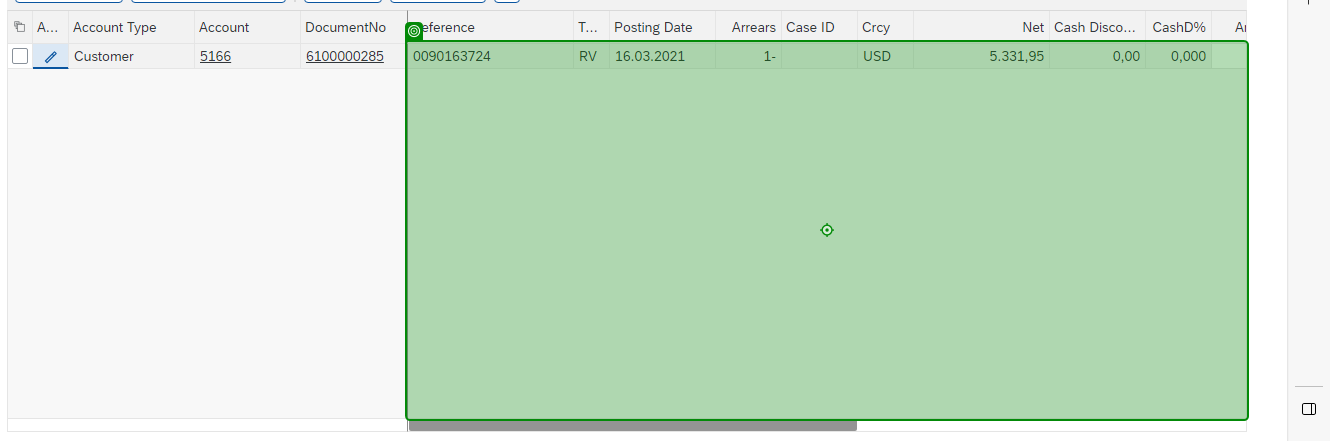 A... Account Type Account DocumentNo eference T... Posting Date Arrears Case ID Crcy Net Cash Disco... CashD%
Customer 5166 6100000285 0090163724 RV 16.03.2021 1- USD 5.331,95 0,00 0,000